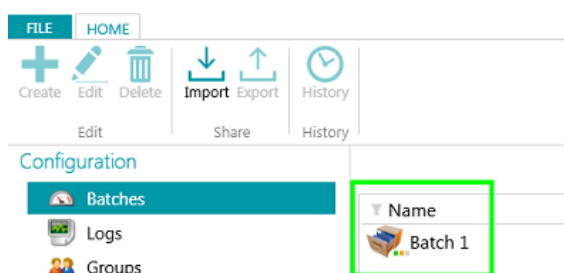 FILE HOME
Create Edit Delete Import Export History
Edit Share History
Configuration
Batches
Name
Logs
Batch 1
Groups